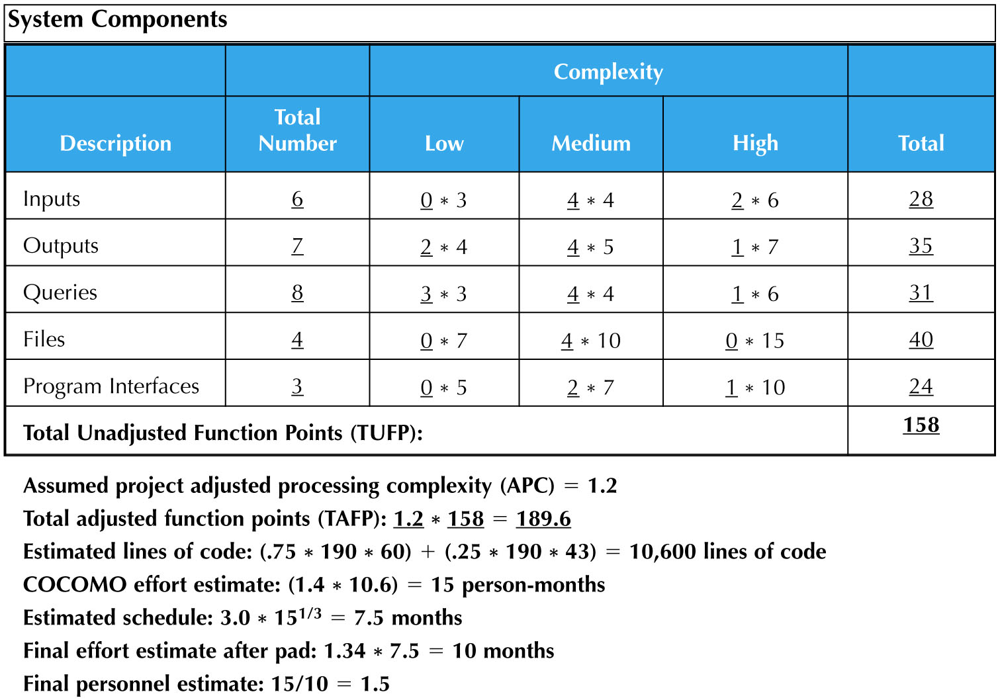 System Components
Complexity
Description Total Number Low Medium High Total
Inputs 6 0 * 3 4 * 4 2 * 6 28
Outputs 7 2 * 4 4 * 5 1 * 7 35
Queries 8 3 * 3 4 * 4 1 * 6 31
Files 4 0 * 7 4 * 10 0 * 15 40
Program Interfaces 3 0 * 5 2 * 7 1 * 10 24
Total Unadjusted Function Points (TUFP): 158
Assumed project adjusted processing complexity (APC) = 1.2
Total adjusted function points (TAFP): 1.2 * 158 = 189.6
Estimated lines of code: (.75 * 190 * 60) + (.25 * 190 * 43) = 10,600 lines of code
COCOMO effort estimate: (1.4 * 10.6) = 15 person-months
Estimated schedule: 3.0 * 15^1/3 = 7.5 months
Final effort estimate after pad: 1.34 * 7.5 = 10 months
Final personnel estimate: 15/10 = 1.5